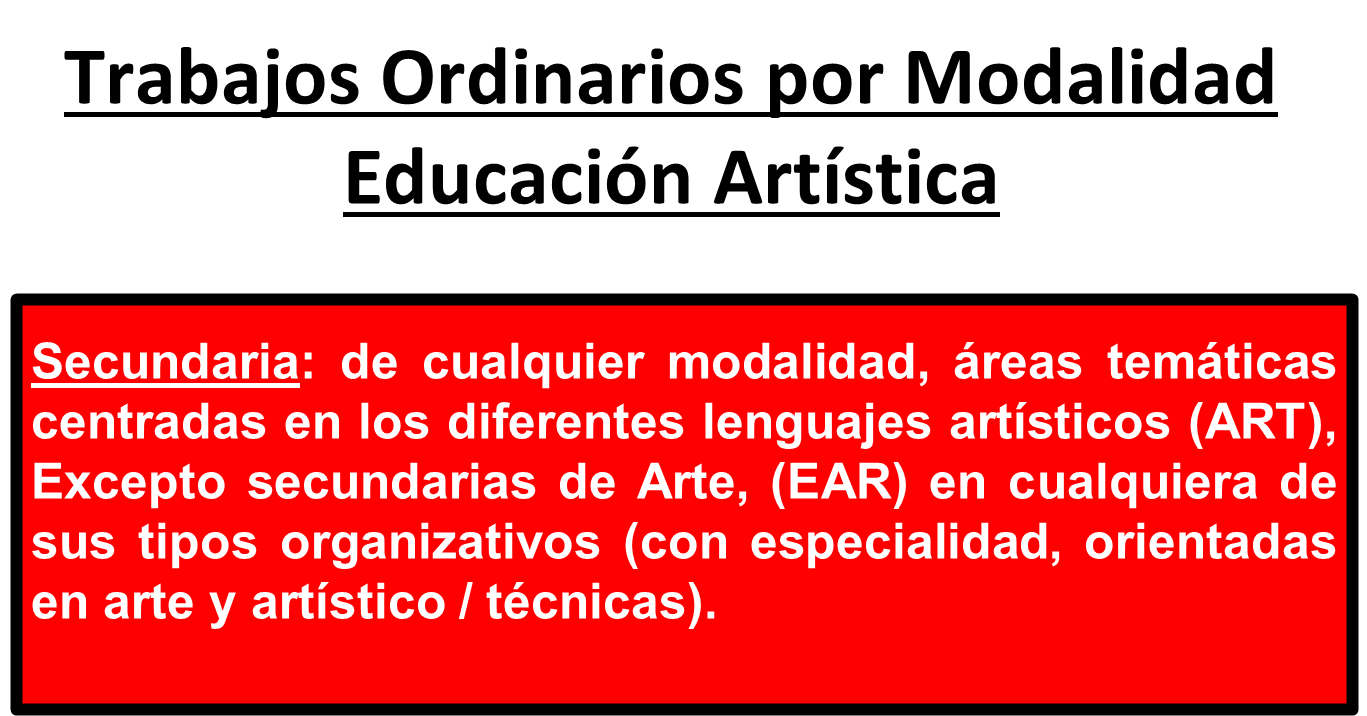 Trabajos Ordinarios por Modalidad
Educación Artística
Secundaria: de cualquier modalidad, áreas temáticas
centradas en los diferentes lenguajes artísticos (ART),
Excepto secundarias de Arte, (EAR) en cualquiera de
sus tipos organizativos (con especialidad, orientadas
en arte y artístico / técnicas).